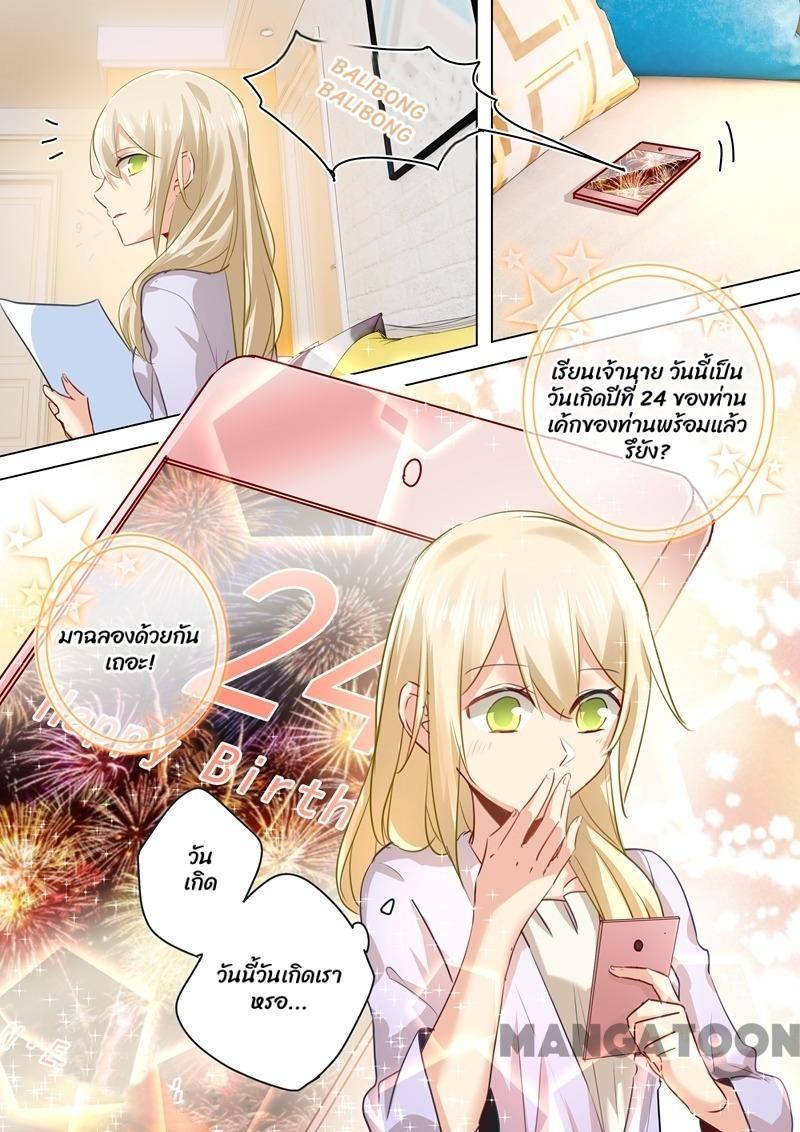 BALIBONG
BALIBONG
เรียนเจ้านาย วันนี้เป็น
วันเกิดปีที่ 24 ของท่าน
เค้กของท่านพร้อมแล้ว
รึยัง?
มาฉลองด้วยกัน
เถอะ!
24
Happy Birth
วัน
เกิด
วันนี้วันเกิดเรา
หรอ...
MANGATOON